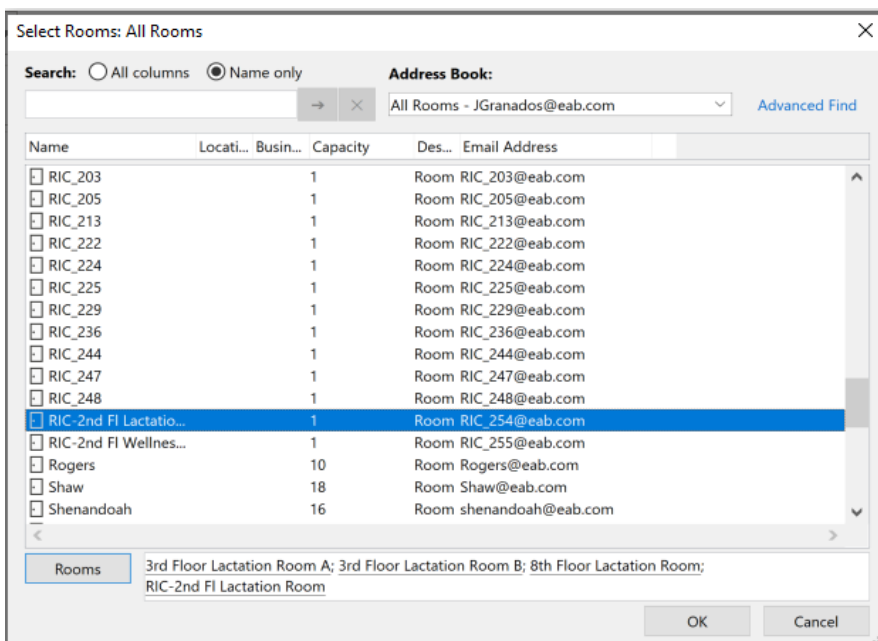 Select Rooms: All Rooms
Search: All columns Name only Address Book:
All Rooms - JGranados@eab.com Advanced Find
Name Locati... Busin... Capacity Des... Email Address
RIC_203 1 Room RIC_203@eab.com
RIC_205 1 Room RIC_205@eab.com
RIC_213 1 Room RIC_213@eab.com
RIC_222 1 Room RIC_222@eab.com
RIC_224 1 Room RIC_224@eab.com
RIC_225 1 Room RIC_225@eab.com
RIC_229 1 Room RIC_229@eab.com
RIC_236 1 Room RIC_236@eab.com
RIC_244 1 Room RIC_244@eab.com
RIC_247 1 Room RIC_247@eab.com
RIC_248 1 Room RIC_248@eab.com
RIC-2nd Fl Lactatio... 1 Room RIC_254@eab.com
RIC-2nd Fl Wellnes... 1 Room RIC_255@eab.com
Rogers 10 Room Rogers@eab.com
Shaw 18 Room Shaw@eab.com
Shenandoah 16 Room shenandoah@eab.com
Rooms 3rd Floor Lactation Room A; 3rd Floor Lactation Room B; 8th Floor Lactation Room;
RIC-2nd Fl Lactation Room
OK Cancel